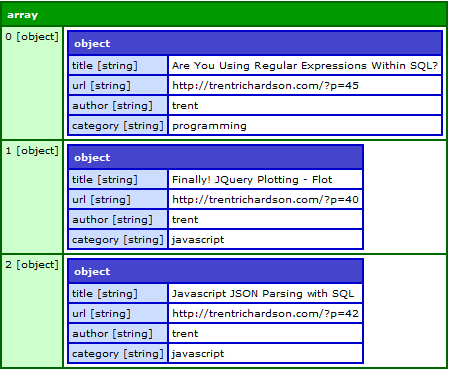 array
0 [object]
object
title [string] Are You Using Regular Expressions Within SQL?
url [string] http://trentrichardson.com/?p=45
author [string] trent
category [string] programming
1 [object]
object
title [string] Finally! JQuery Plotting - Flot
url [string] http://trentrichardson.com/?p=40
author [string] trent
category [string] javascript
2 [object]
object
title [string] Javascript JSON Parsing with SQL
url [string] http://trentrichardson.com/?p=42
author [string] trent
category [string] javascript